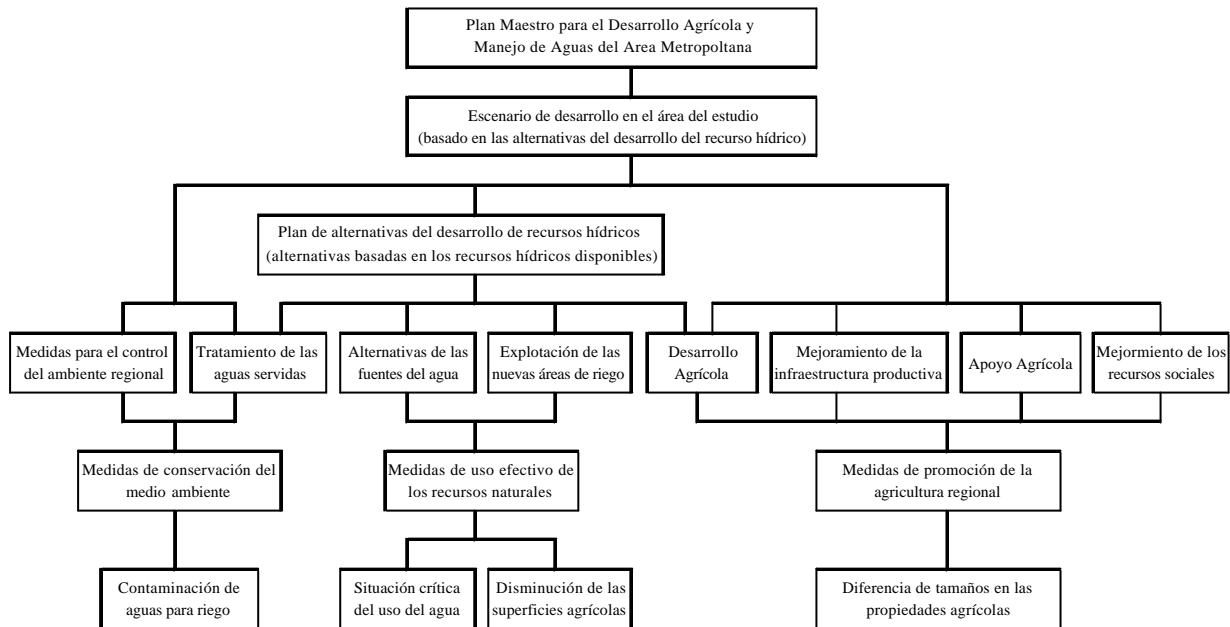 Plan Maestro para el Desarrollo Agrícola y
Manejo de Aguas del Area Metropoltana
Escenario de desarrollo en el área del estudio
(basado en las alternativas del desarrollo del recurso hídrico)
Plan de alternativas del desarrollo de recursos hídricos
(alternativas basadas en los recursos hídricos disponibles)
Medidas para el control
del ambiente regional
Tratamiento de las
aguas servidas
Alternativas de las
fuentes del agua
Explotación de las
nuevas áreas de riego
Desarrollo
Agrícola
Mejoramiento de la
infraestructura productiva
Apoyo Agrícola
Mejormiento de los
recursos sociales
Medidas de conservación del
medio ambiente
Medidas de uso efectivo de
los recursos naturales
Medidas de promoción de la
agricultura regional
Contaminación de
aguas para riego
Situación crítica
del uso del agua
Disminución de las
superficies agrícolas
Diferencia de tamaños en las
propiedades agrícolas